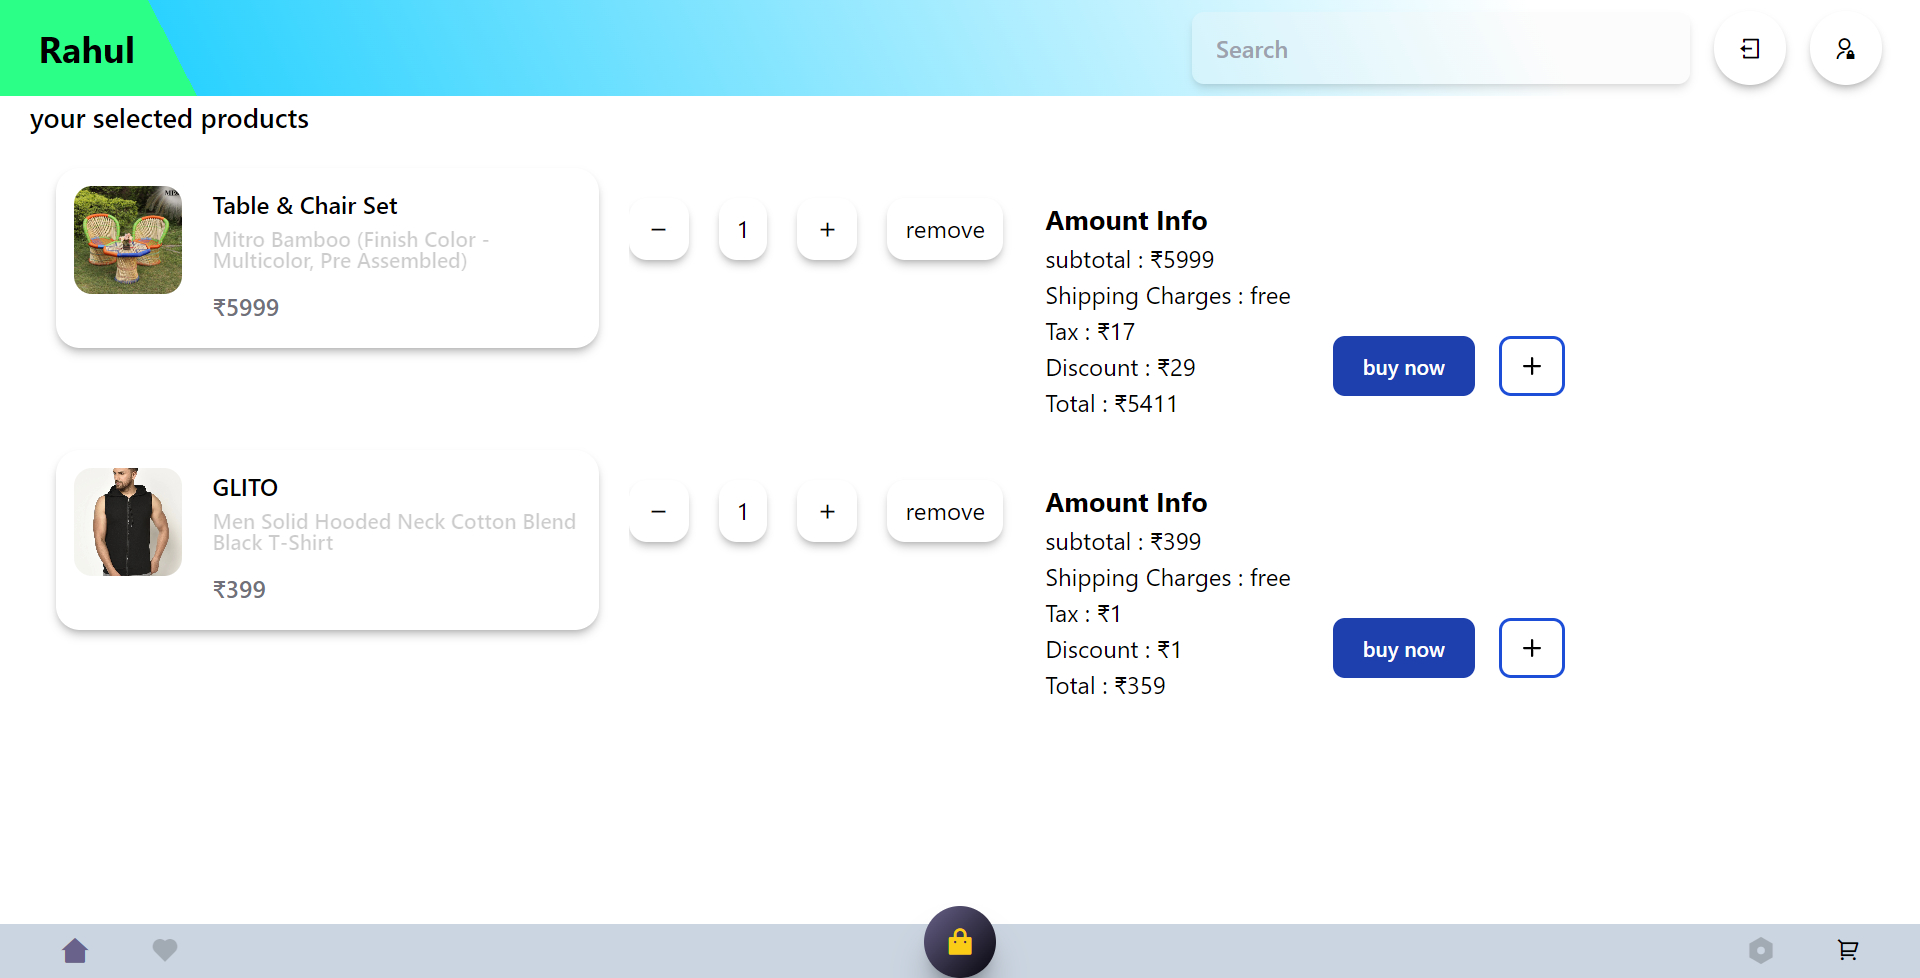 Rahul
Search
your selected products
Table & Chair Set
Mitro Bamboo (Finish Color -
Multicolor, Pre Assembled)
₹5999
−
1
+
remove
Amount Info
subtotal : ₹5999
Shipping Charges : free
Tax : ₹17
Discount : ₹29
Total : ₹5411
buy now
+
GLITO
Men Solid Hooded Neck Cotton Blend
Black T-Shirt
₹399
−
1
+
remove
Amount Info
subtotal : ₹399
Shipping Charges : free
Tax : ₹1
Discount : ₹1
Total : ₹359
buy now
+